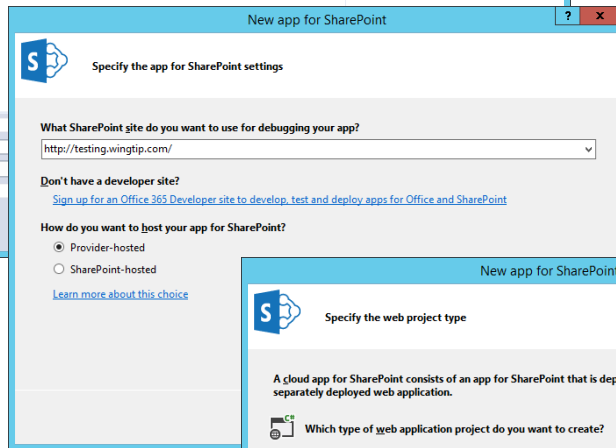 New app for SharePoint
? x
S
Specify the app for SharePoint settings
What SharePoint site do you want to use for debugging your app?
http://testing.wingtip.com/
Don't have a developer site?
Sign up for an Office 365 Developer site to develop, test and deploy apps for Office and SharePoint
How do you want to host your app for SharePoint?
Provider-hosted
SharePoint-hosted
Learn more about this choice
New app for SharePoint
S
Specify the web project type
A cloud app for SharePoint consists of an app for SharePoint that is dep
separately deployed web application.
C#
Which type of web application project do you want to create?